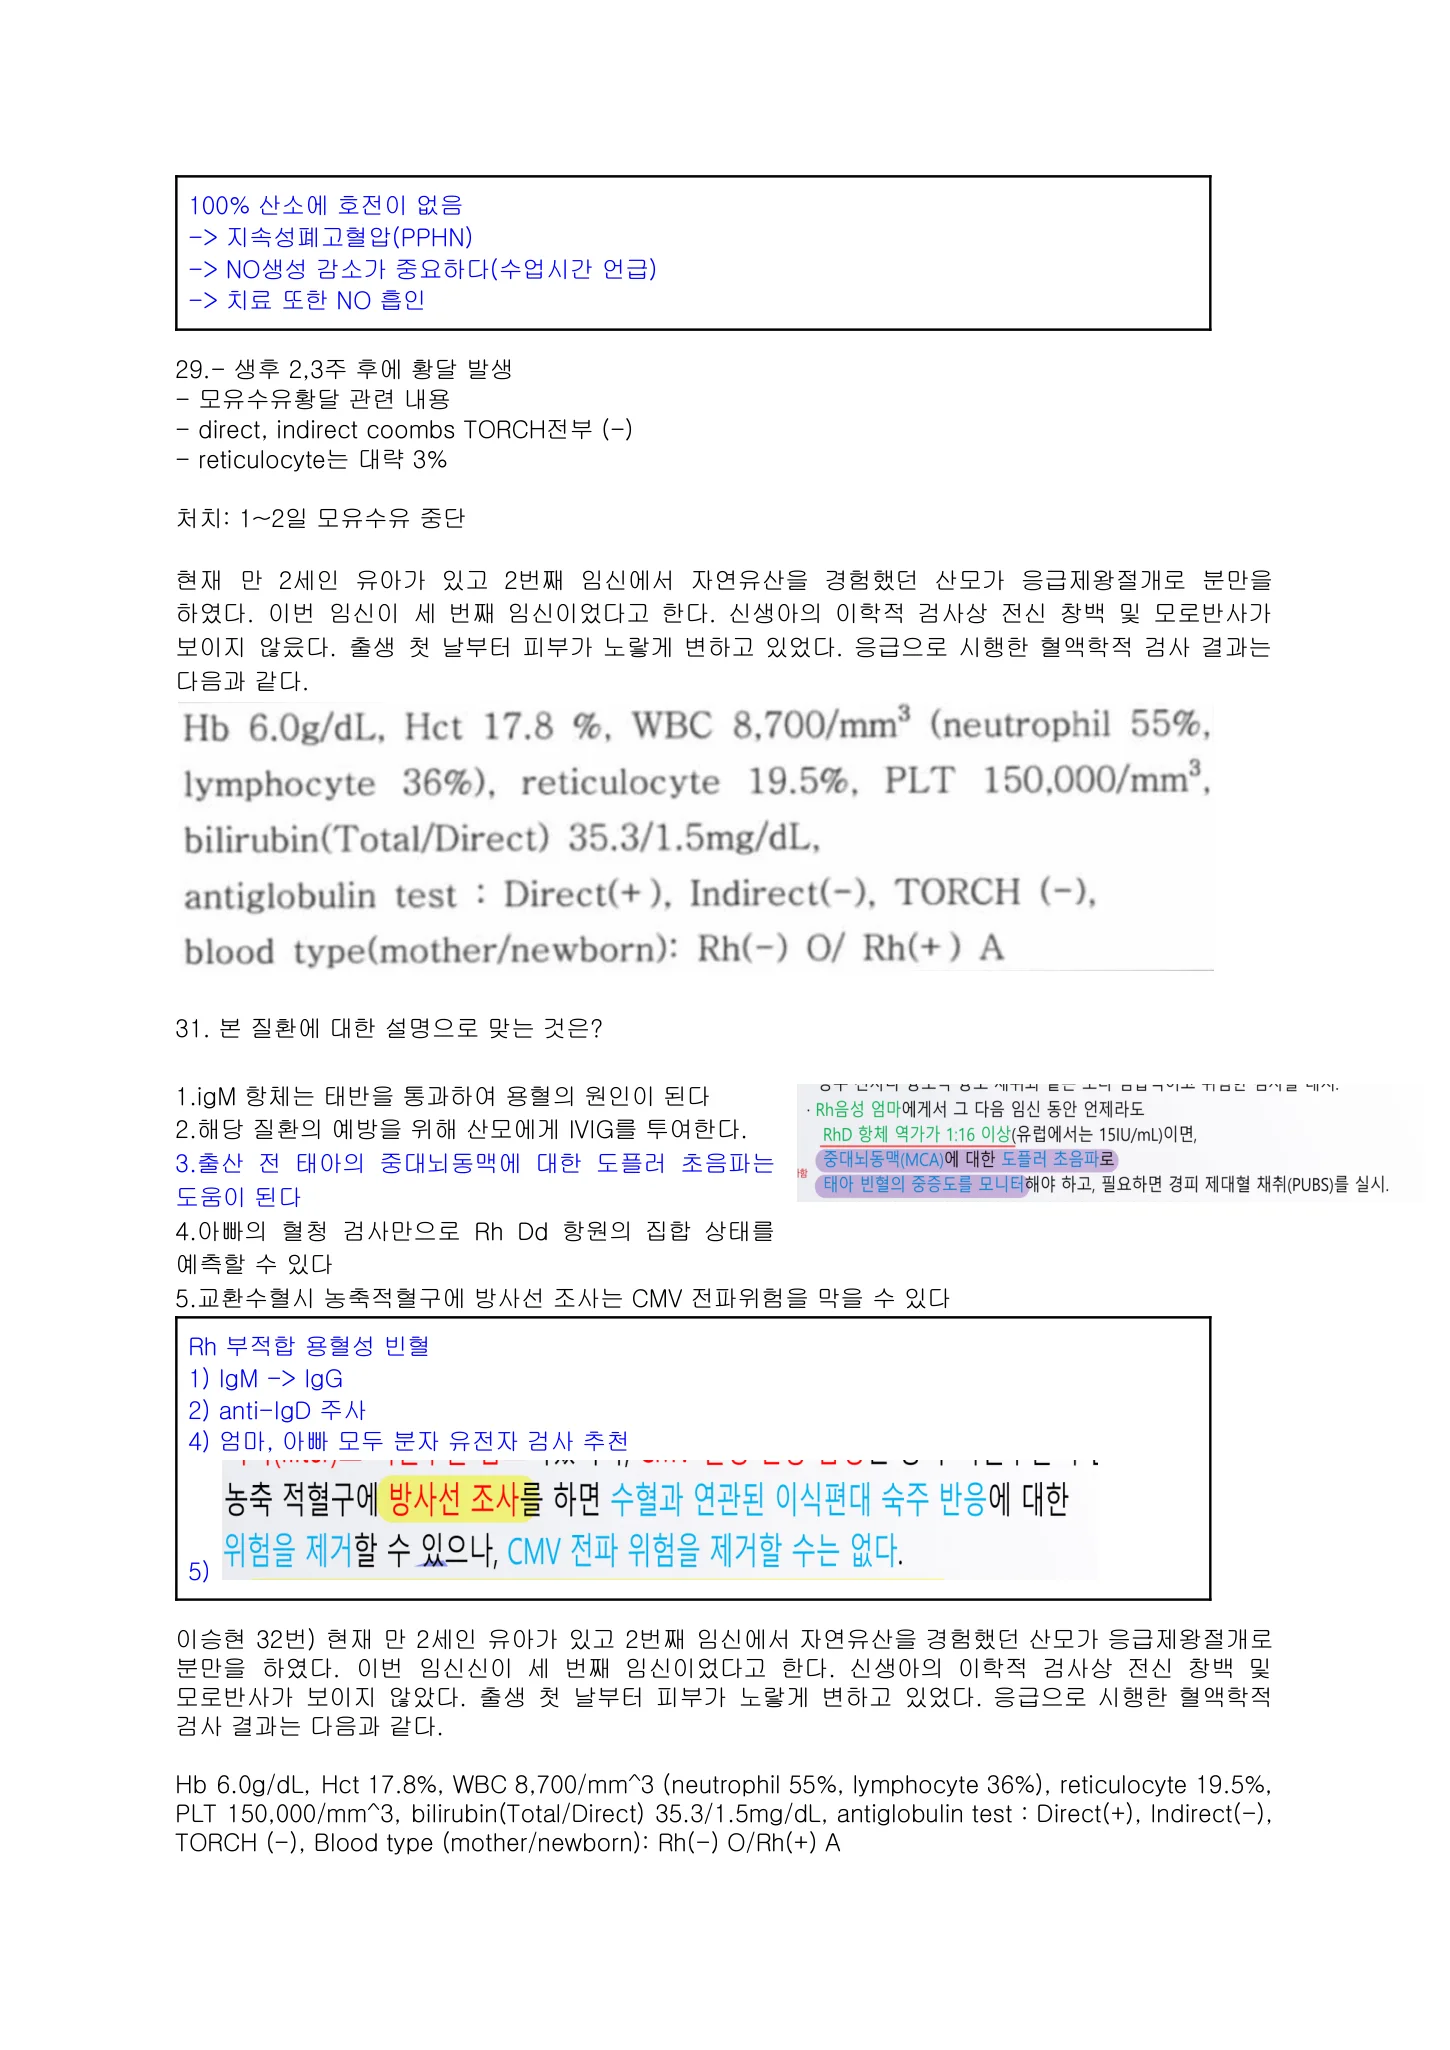 100% 산소에 호전이 없음
-> 지속성폐고혈압(PPHN)
-> NO생성 감소가 중요하다(수업시간 언급)
-> 치료 또한 NO 흡인
29.- 생후 2,3주 후에 황달 발생
- 모유수유황달 관련 내용
- direct, indirect coombs TORCH전부 (-)
- reticulocyte는 대략 3%
처치: 1~2일 모유수유 중단
현재 만 2세인 유아가 있고 2번째 임신에서 자연유산을 경험했던 산모가 응급제왕절개로 분만을
하였다. 이번 임신이 세 번째 임신이었다고 한다. 신생아의 이학적 검사상 전신 창백 및 모로반사가
보이지 않읐다. 출생 첫 날부터 피부가 노랗게 변하고 있었다. 응급으로 시행한 혈액학적 검사 결과는
다음과 같다.
Hb 6.0g/dL, Hct 17.8 %, WBC 8,700/mm³ (neutrophil 55%,
lymphocyte 36%), reticulocyte 19.5%, PLT 150,000/mm³,
bilirubin(Total/Direct) 35.3/1.5mg/dL,
antiglobulin test : Direct(+), Indirect(-), TORCH (-),
blood type(mother/newborn): Rh(-) O/ Rh(+) A
31. 본 질환에 대한 설명으로 맞는 것은?
1.igM 항체는 태반을 통과하여 용혈의 원인이 된다
2.해당 질환의 예방을 위해 산모에게 IVIG를 투여한다.
3.출산 전 태아의 중대뇌동맥에 대한 도플러 초음파는
도움이 된다
4.아빠의 혈청 검사만으로 Rh Dd 항원의 집합 상태를
예측할 수 있다
5.교환수혈시 농축적혈구에 방사선 조사는 CMV 전파위험을 막을 수 있다
· Rh음성 엄마에게서 그 다음 임신 동안 언제라도
RhD 항체 역가가 1:16 이상(유럽에서는 15IU/mL)이면,
중대뇌동맥(MCA)에 대한 도플러 초음파로
태아 빈혈의 중증도를 모니터해야 하고, 필요하면 경피 제대혈 채취(PUBS)를 실시.
Rh 부적합 용혈성 빈혈
1) IgM -> IgG
2) anti-IgD 주사
4) 엄마, 아빠 모두 분자 유전자 검사 추천
농축 적혈구에 방사선 조사를 하면 수혈과 연관된 이식편대 숙주 반응에 대한
위험을 제거할 수 있으나, CMV 전파 위험을 제거할 수는 없다.
5)
이승현 32번) 현재 만 2세인 유아가 있고 2번째 임신에서 자연유산을 경험했던 산모가 응급제왕절개로
분만을 하였다. 이번 임신신이 세 번째 임신이었다고 한다. 신생아의 이학적 검사상 전신 창백 및
모로반사가 보이지 않았다. 출생 첫 날부터 피부가 노랗게 변하고 있었다. 응급으로 시행한 혈액학적
검사 결과는 다음과 같다.
Hb 6.0g/dL, Hct 17.8%, WBC 8,700/mm^3 (neutrophil 55%, lymphocyte 36%), reticulocyte 19.5%,
PLT 150,000/mm^3, bilirubin(Total/Direct) 35.3/1.5mg/dL, antiglobulin test : Direct(+), Indirect(-),
TORCH (-), Blood type (mother/newborn): Rh(-) O/Rh(+) A